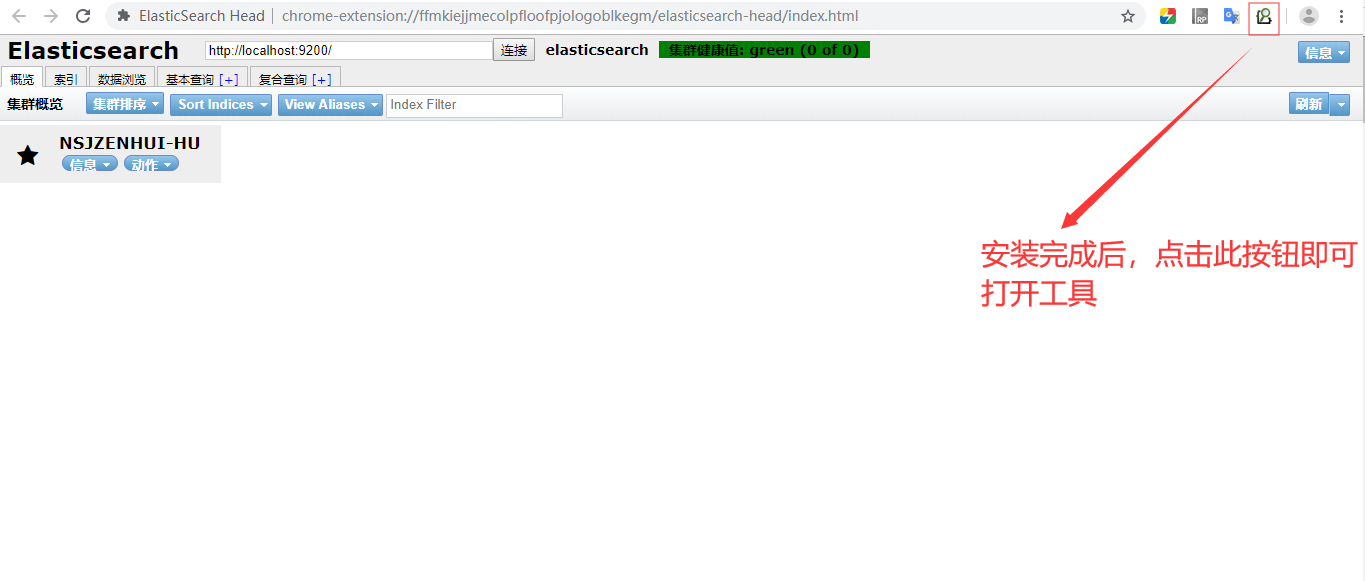 ElasticSearch Head | chrome-extension://ffmkiejjmecolpfloofpjologoblkegm/elasticsearch-head/index.html
Elasticsearch http://localhost:9200/ 连接 elasticsearch 集群健康值: green (0 of 0) 信息
概览 索引 数据浏览 基本查询 [+] 复合查询 [+]
集群概览 集群排序 Sort Indices View Aliases Index Filter 刷新
NSJZENHUI-HU
信息 动作
安装完成后，点击此按钮即可
打开工具